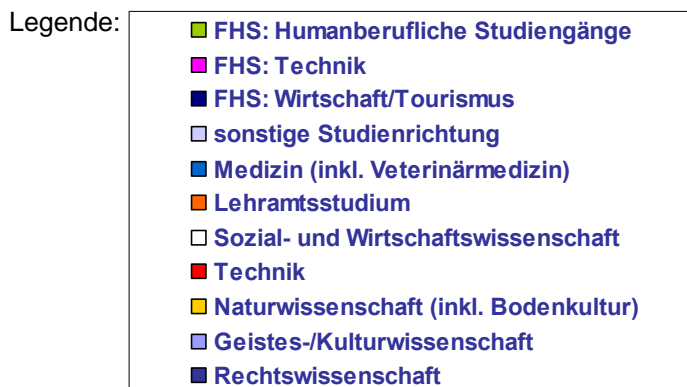 Legende:
FHS: Humanberufliche Studiengänge
FHS: Technik
FHS: Wirtschaft/Tourismus
sonstige Studienrichtung
Medizin (inkl. Veterinärmedizin)
Lehramtsstudium
Sozial- und Wirtschaftswissenschaft
Technik
Naturwissenschaft (inkl. Bodenkultur)
Geistes-/Kulturwissenschaft
Rechtswissenschaft